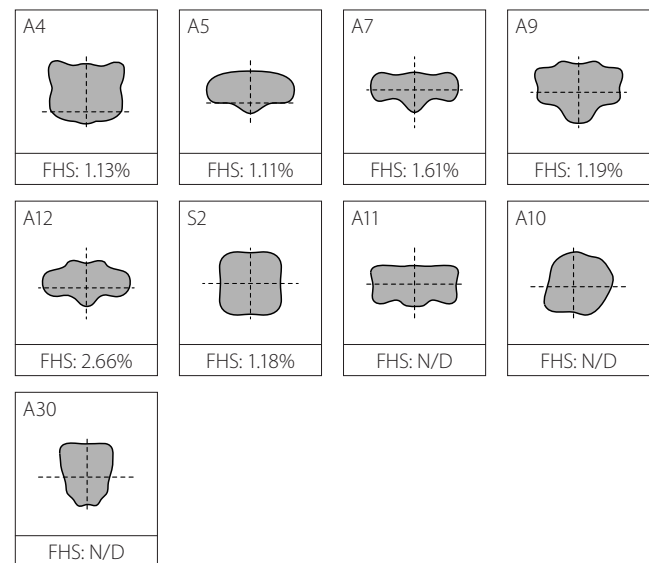 A4
FHS: 1.13%
A5
FHS: 1.11%
A7
FHS: 1.61%
A9
FHS: 1.19%
A12
FHS: 2.66%
S2
FHS: 1.18%
A11
FHS: N/D
A10
FHS: N/D
A30
FHS: N/D